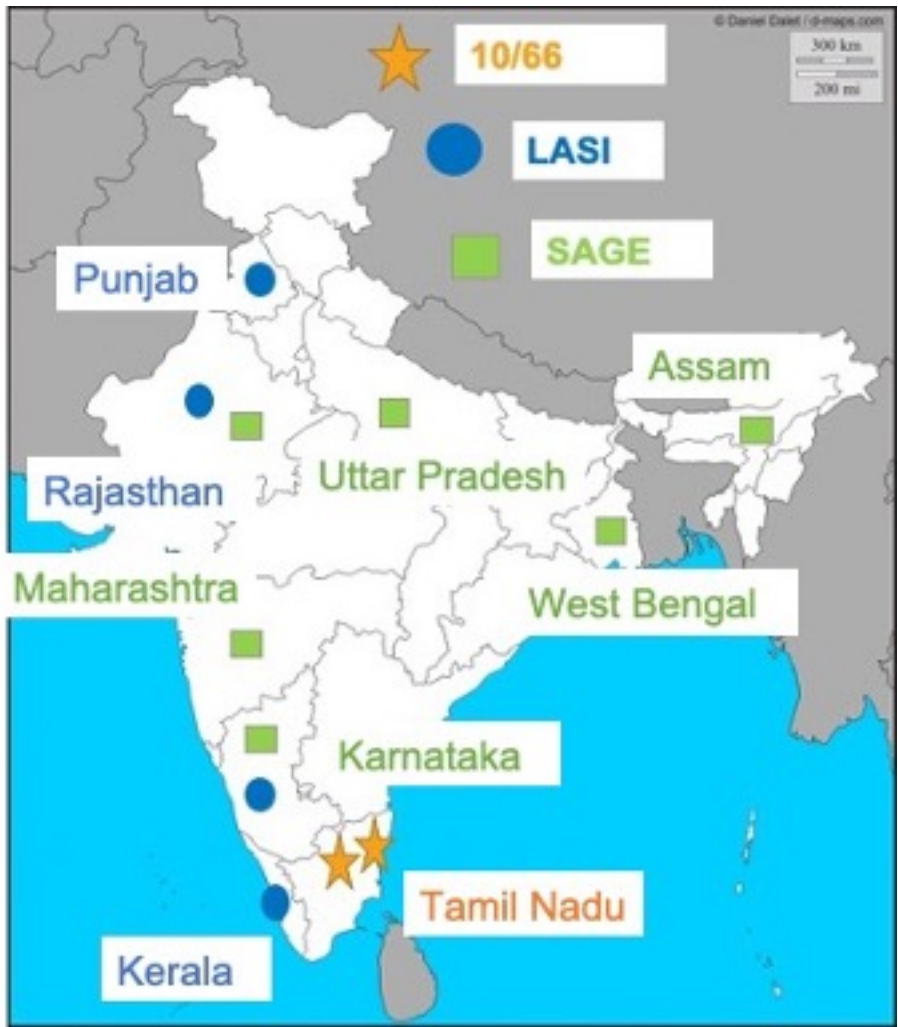 © Daniel Dalet / d-maps.com
300 km
200 mi
10/66
LASI
SAGE
Punjab
Assam
Uttar Pradesh
Rajasthan
Maharashtra
West Bengal
Karnataka
Tamil Nadu
Kerala